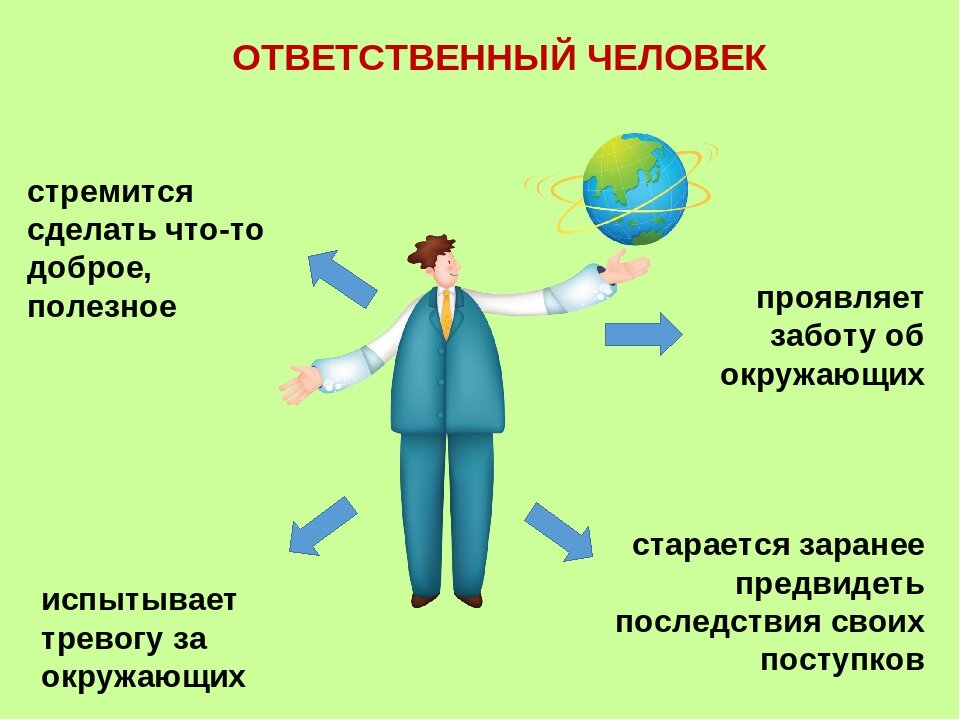 ОТВЕТСТВЕННЫЙ ЧЕЛОВЕК
стремится
сделать что-то
доброе,
полезное
проявляет
заботу об
окружающих
испытывает
тревогу за
окружающих
старается заранее
предвидеть
последствия своих
поступков